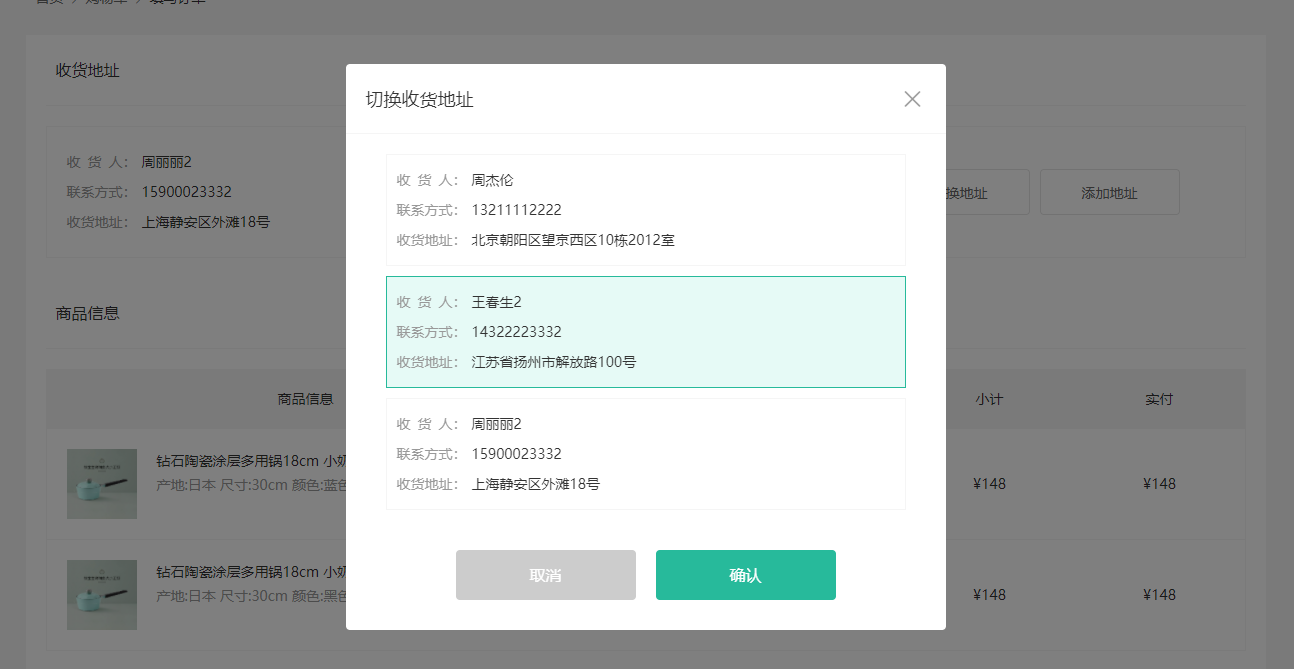 收货地址
切换收货地址
收 货 人： 周丽丽2
联系方式： 15900023332
收货地址： 上海静安区外滩18号
换地址
添加地址
收 货 人： 周杰伦
联系方式： 13211112222
收货地址： 北京朝阳区望京西区10栋2012室
收 货 人： 王春生2
联系方式： 14322223332
收货地址： 江苏省扬州市解放路100号
收 货 人： 周丽丽2
联系方式： 15900023332
收货地址： 上海静安区外滩18号
取消
确认
商品信息
商品信息
小计
实付
钻石陶瓷涂层多用锅18cm 小奶
产地:日本 尺寸:30cm 颜色:蓝色
¥148
¥148
钻石陶瓷涂层多用锅18cm 小奶
产地:日本 尺寸:30cm 颜色:黑色
¥148
¥148